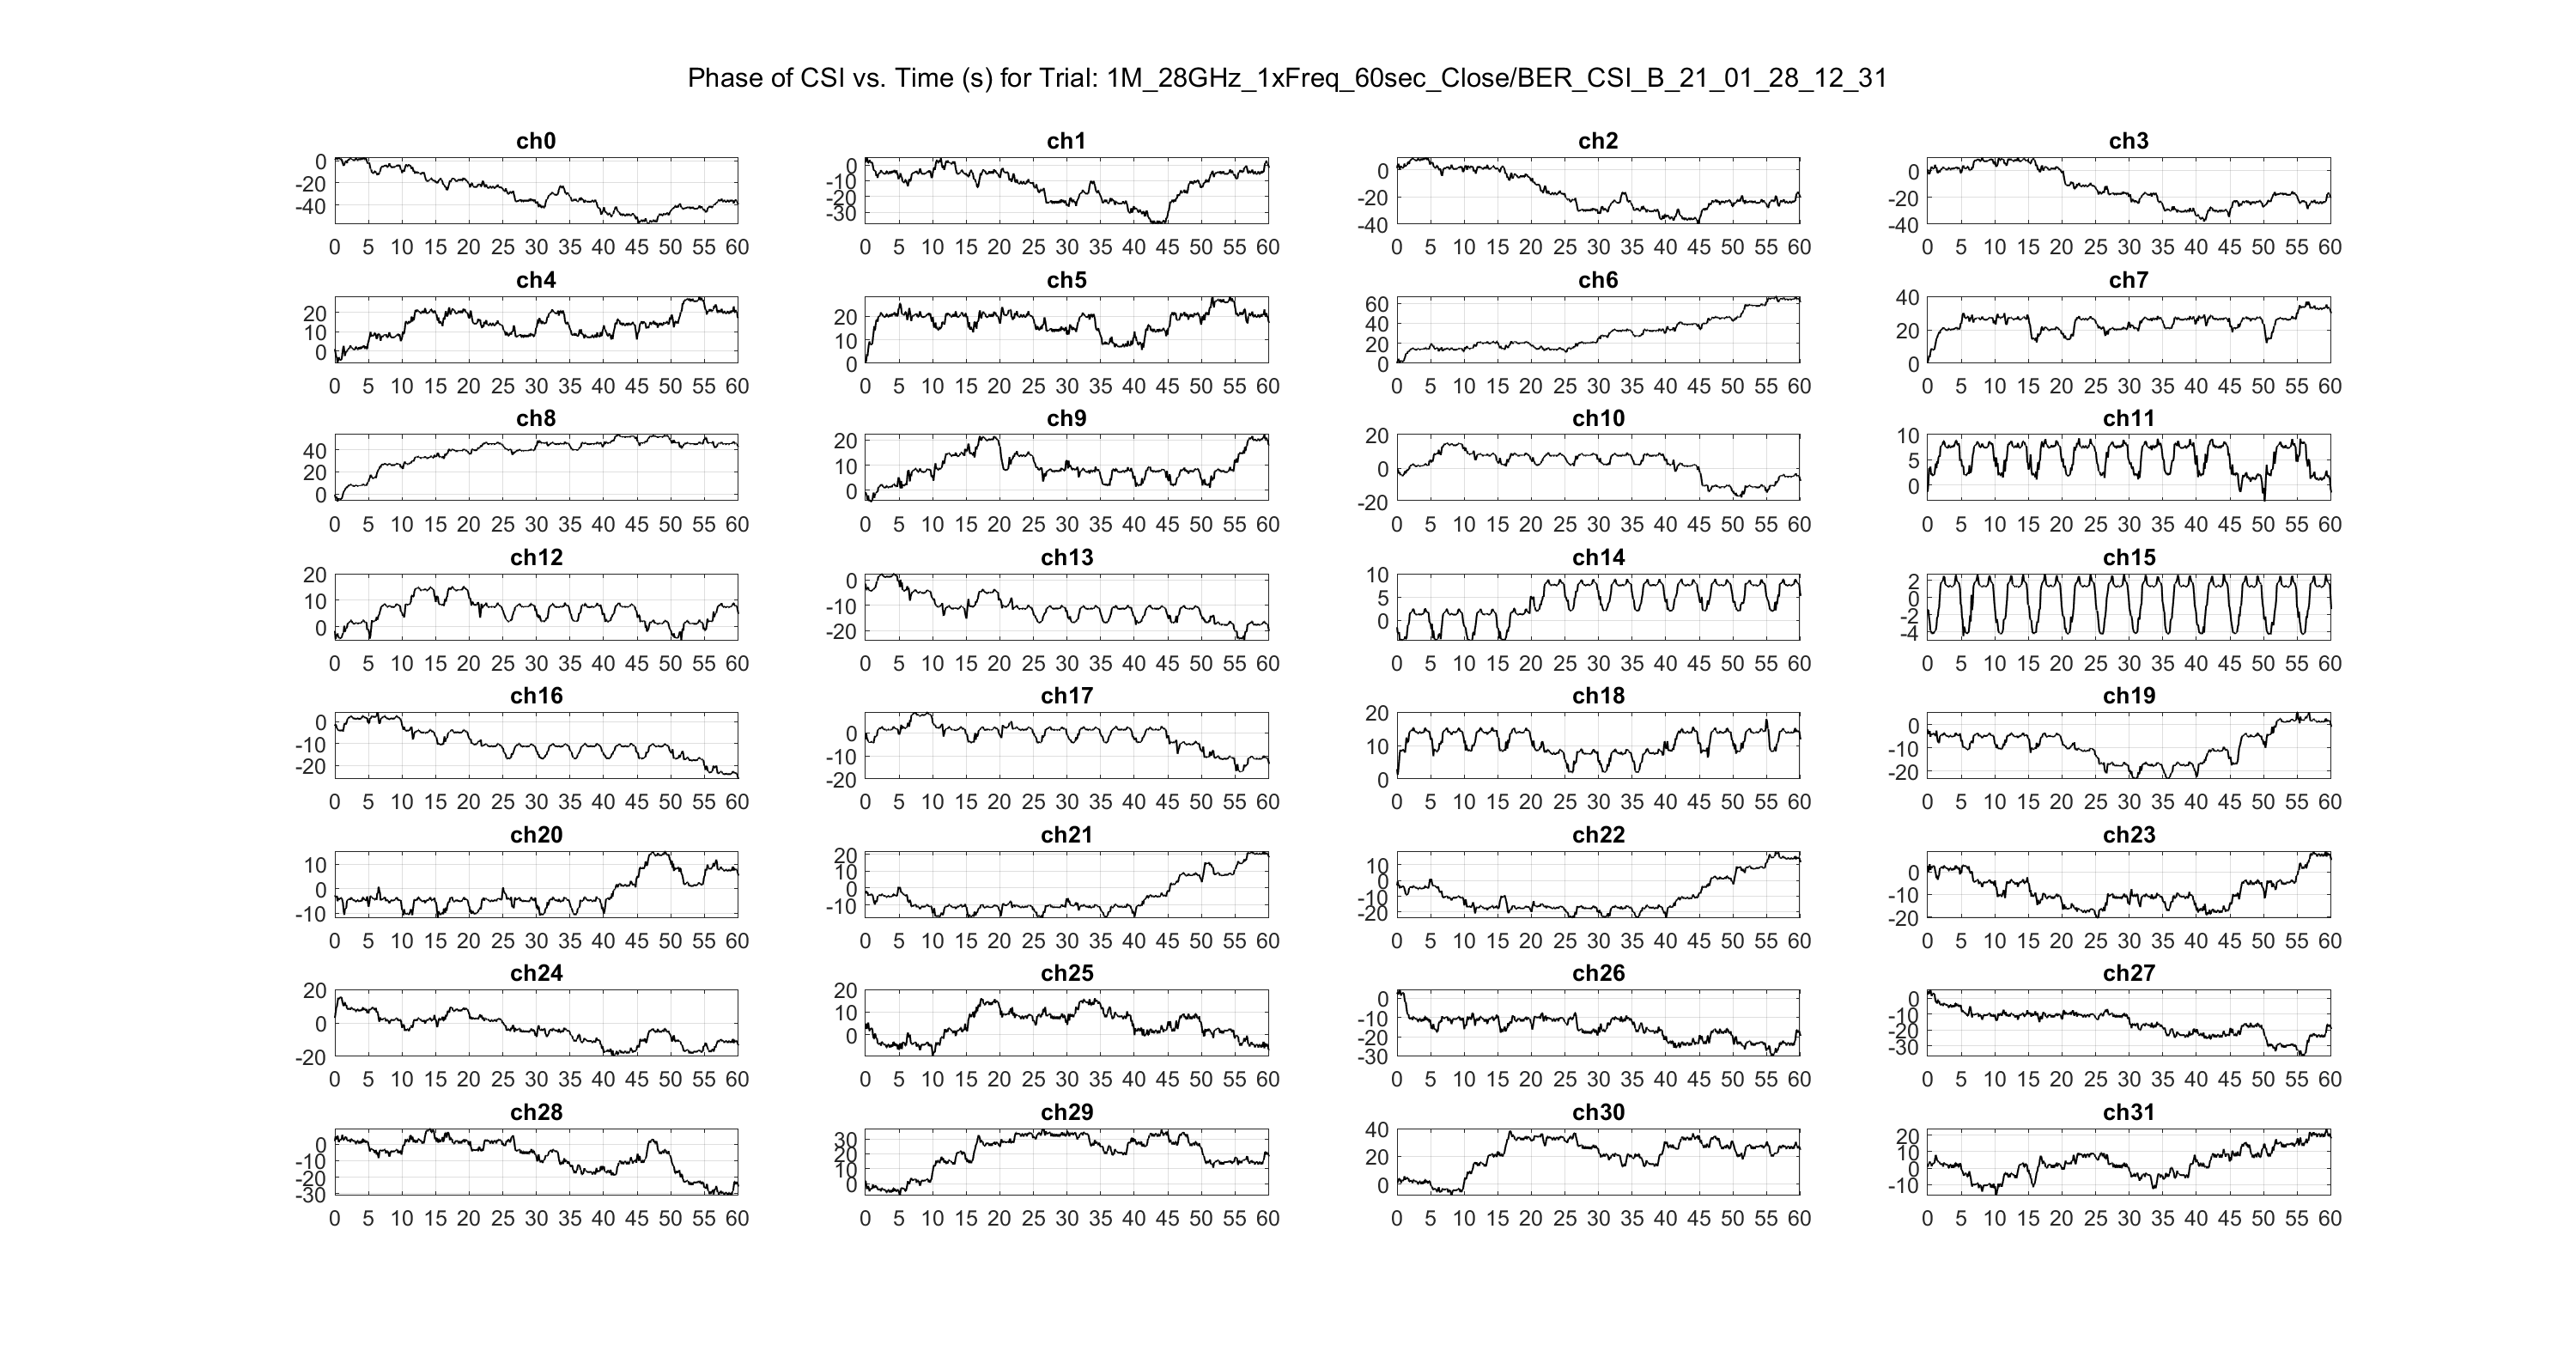 Phase of CSI vs. Time (s) for Trial: 1M_28GHz_1xFreq_60sec_Close/BER_CSI_B_21_01_28_12_31
ch0 ch1 ch2 ch3
0 0 0 0
-20 -10 -20 -20
-40 -20 -40 -40
-30
0 5 10 15 20 25 30 35 40 45 50 55 60 0 5 10 15 20 25 30 35 40 45 50 55 60 0 5 10 15 20 25 30 35 40 45 50 55 60 0 5 10 15 20 25 30 35 40 45 50 55 60
ch4 ch5 ch6 ch7
20 20 60 40
10 10 40 20
0 0 20 0
0
0 5 10 15 20 25 30 35 40 45 50 55 60 0 5 10 15 20 25 30 35 40 45 50 55 60 0 5 10 15 20 25 30 35 40 45 50 55 60 0 5 10 15 20 25 30 35 40 45 50 55 60
ch8 ch9 ch10 ch11
40 20 20 10
20 10 0 5
0 0 -20 0
0 5 10 15 20 25 30 35 40 45 50 55 60 0 5 10 15 20 25 30 35 40 45 50 55 60 0 5 10 15 20 25 30 35 40 45 50 55 60 0 5 10 15 20 25 30 35 40 45 50 55 60
ch12 ch13 ch14 ch15
20 0 10 2
10 -10 5 0
0 -20 0 -2
-4
0 5 10 15 20 25 30 35 40 45 50 55 60 0 5 10 15 20 25 30 35 40 45 50 55 60 0 5 10 15 20 25 30 35 40 45 50 55 60 0 5 10 15 20 25 30 35 40 45 50 55 60
ch16 ch17 ch18 ch19
0 0 20 0
-10 -10 10 -10
-20 -20 0 -20
0 5 10 15 20 25 30 35 40 45 50 55 60 0 5 10 15 20 25 30 35 40 45 50 55 60 0 5 10 15 20 25 30 35 40 45 50 55 60 0 5 10 15 20 25 30 35 40 45 50 55 60
ch20 ch21 ch22 ch23
10 20 10 0
0 10 0 -10
-10 0 -10 -20
-10 -20
0 5 10 15 20 25 30 35 40 45 50 55 60 0 5 10 15 20 25 30 35 40 45 50 55 60 0 5 10 15 20 25 30 35 40 45 50 55 60 0 5 10 15 20 25 30 35 40 45 50 55 60
ch24 ch25 ch26 ch27
20 20 0 0
0 10 -10 -10
-20 0 -20 -20
-30 -30
0 5 10 15 20 25 30 35 40 45 50 55 60 0 5 10 15 20 25 30 35 40 45 50 55 60 0 5 10 15 20 25 30 35 40 45 50 55 60 0 5 10 15 20 25 30 35 40 45 50 55 60
ch28 ch29 ch30 ch31
0 30 40 20
-10 20 20 10
-20 10 0 0
-30 0 -10
0 5 10 15 20 25 30 35 40 45 50 55 60 0 5 10 15 20 25 30 35 40 45 50 55 60 0 5 10 15 20 25 30 35 40 45 50 55 60 0 5 10 15 20 25 30 35 40 45 50 55 60